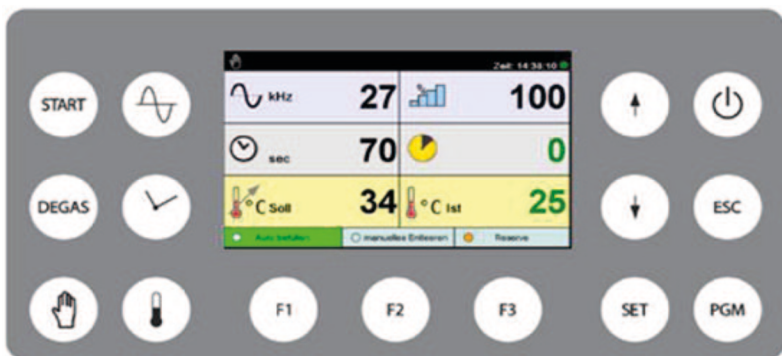 Zeit: 14:38:10
START
kHz 27 100
sec 70 0
DEGAS
ESC
°C Soll 34 °C Ist 25
Auto befüllen manuelles Entleeren Reserve
F1 F2 F3 SET PGM